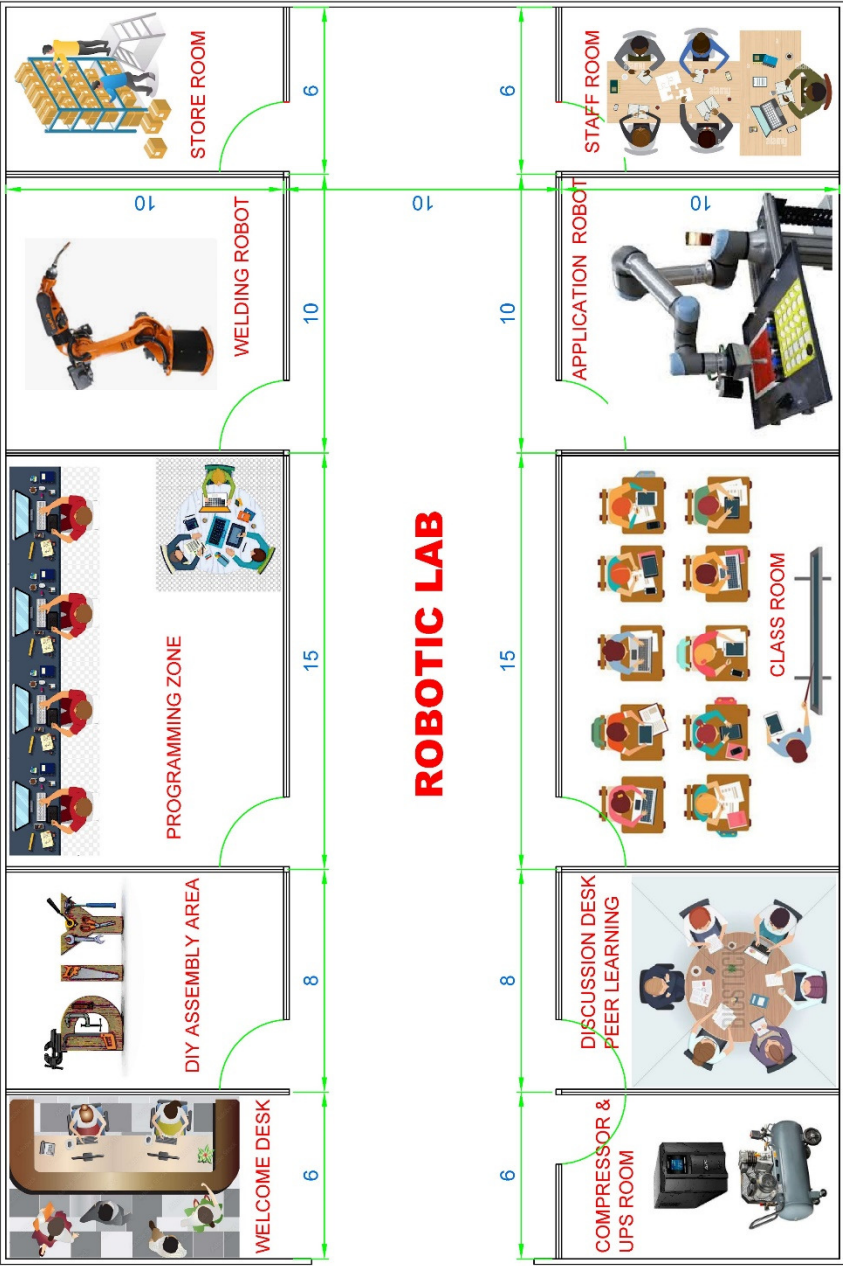 DIY
WELCOME DESK
DIY ASSEMBLY AREA
PROGRAMMING ZONE
WELDING ROBOT
STORE ROOM
10
6
8
15
10
6
ROBOTIC LAB
10
6
8
15
10
6
COMPRESSOR &
UPS ROOM
DISCUSSION DESK
PEER LEARNING
BIGSTOCK
CLASS ROOM
APPLICATION ROBOT
STAFF ROOM
10